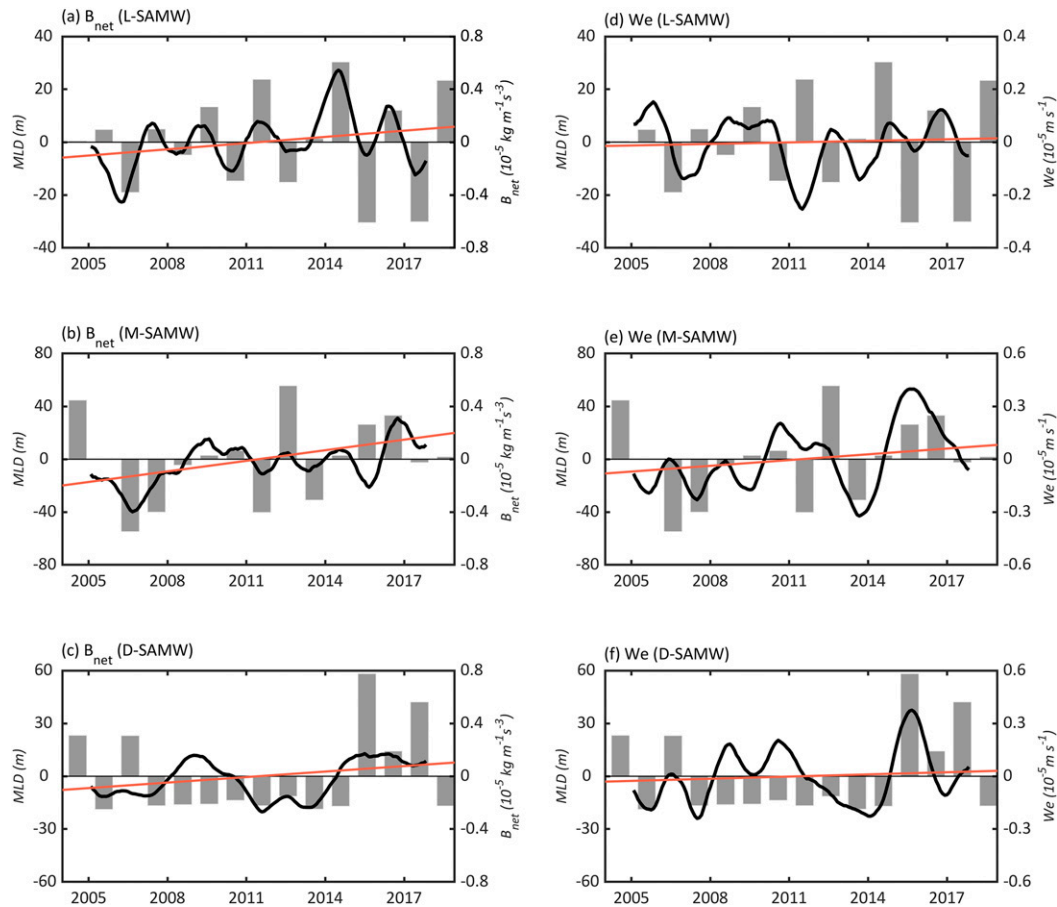 (a) B_net (L-SAMW)
40
20
0
-20
-40
MLD (m)
0.8
0.4
0
-0.4
-0.8
B_net (10^-5 kg m^-1 s^-3)
2005 2008 2011 2014 2017
(d) We (L-SAMW)
40
20
0
-20
-40
MLD (m)
0.4
0.2
0
-0.2
-0.4
We (10^-5 m s^-1)
2005 2008 2011 2014 2017
(b) B_net (M-SAMW)
80
40
0
-40
-80
MLD (m)
0.8
0.4
0
-0.4
-0.8
B_net (10^-5 kg m^-1 s^-3)
2005 2008 2011 2014 2017
(e) We (M-SAMW)
80
40
0
-40
-80
MLD (m)
0.6
0.3
0
-0.3
-0.6
We (10^-5 m s^-1)
2005 2008 2011 2014 2017
(c) B_net (D-SAMW)
60
30
0
-30
-60
MLD (m)
0.8
0.4
0
-0.4
-0.8
B_net (10^-5 kg m^-1 s^-3)
2005 2008 2011 2014 2017
(f) We (D-SAMW)
60
30
0
-30
-60
MLD (m)
0.6
0.3
0
-0.3
-0.6
We (10^-5 m s^-1)
2005 2008 2011 2014 2017